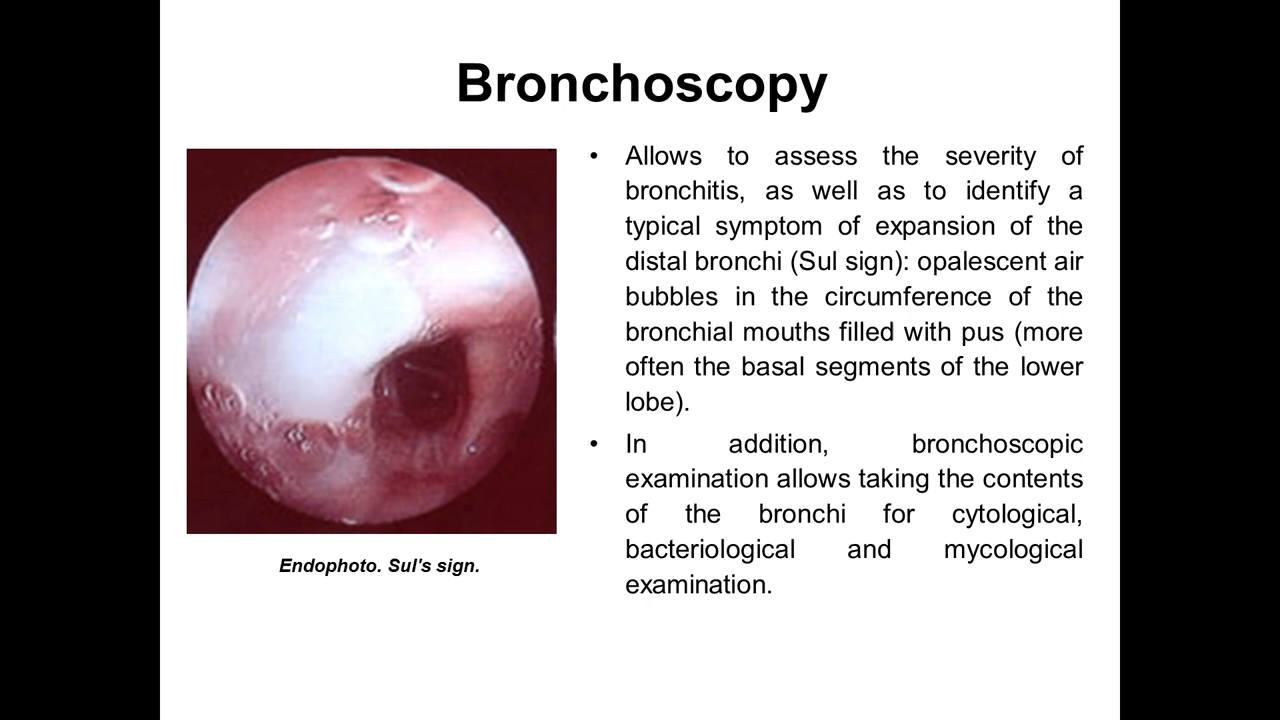 Bronchoscopy
• Allows to assess the severity of
bronchitis, as well as to identify a
typical symptom of expansion of the
distal bronchi (Sul sign): opalescent air
bubbles in the circumference of the
bronchial mouths filled with pus (more
often the basal segments of the lower
lobe).
• In addition, bronchoscopic
examination allows taking the contents
of the bronchi for cytological,
bacteriological and mycological
examination.
Endophoto. Sul's sign.